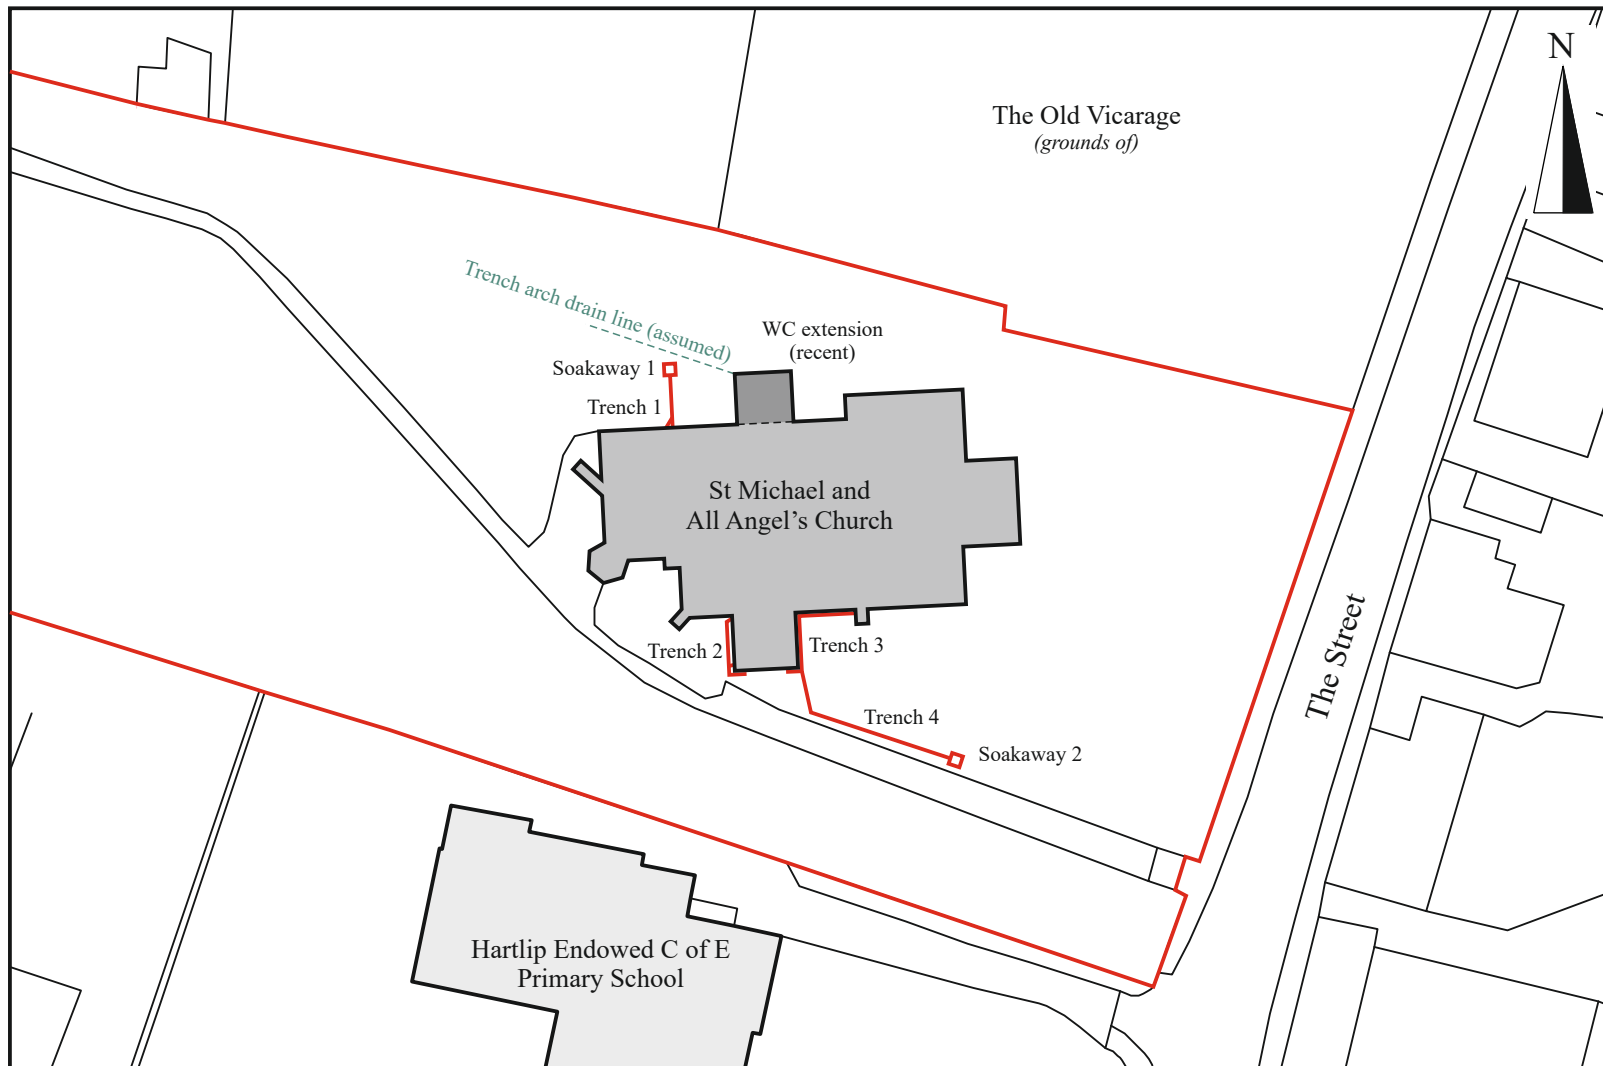 N
The Old Vicarage
(grounds of)
Trench arch drain line (assumed)
WC extension
(recent)
Soakaway 1
Trench 1
St Michael and
All Angel’s Church
Trench 2
Trench 3
The Street
Trench 4
Soakaway 2
Hartlip Endowed C of E
Primary School